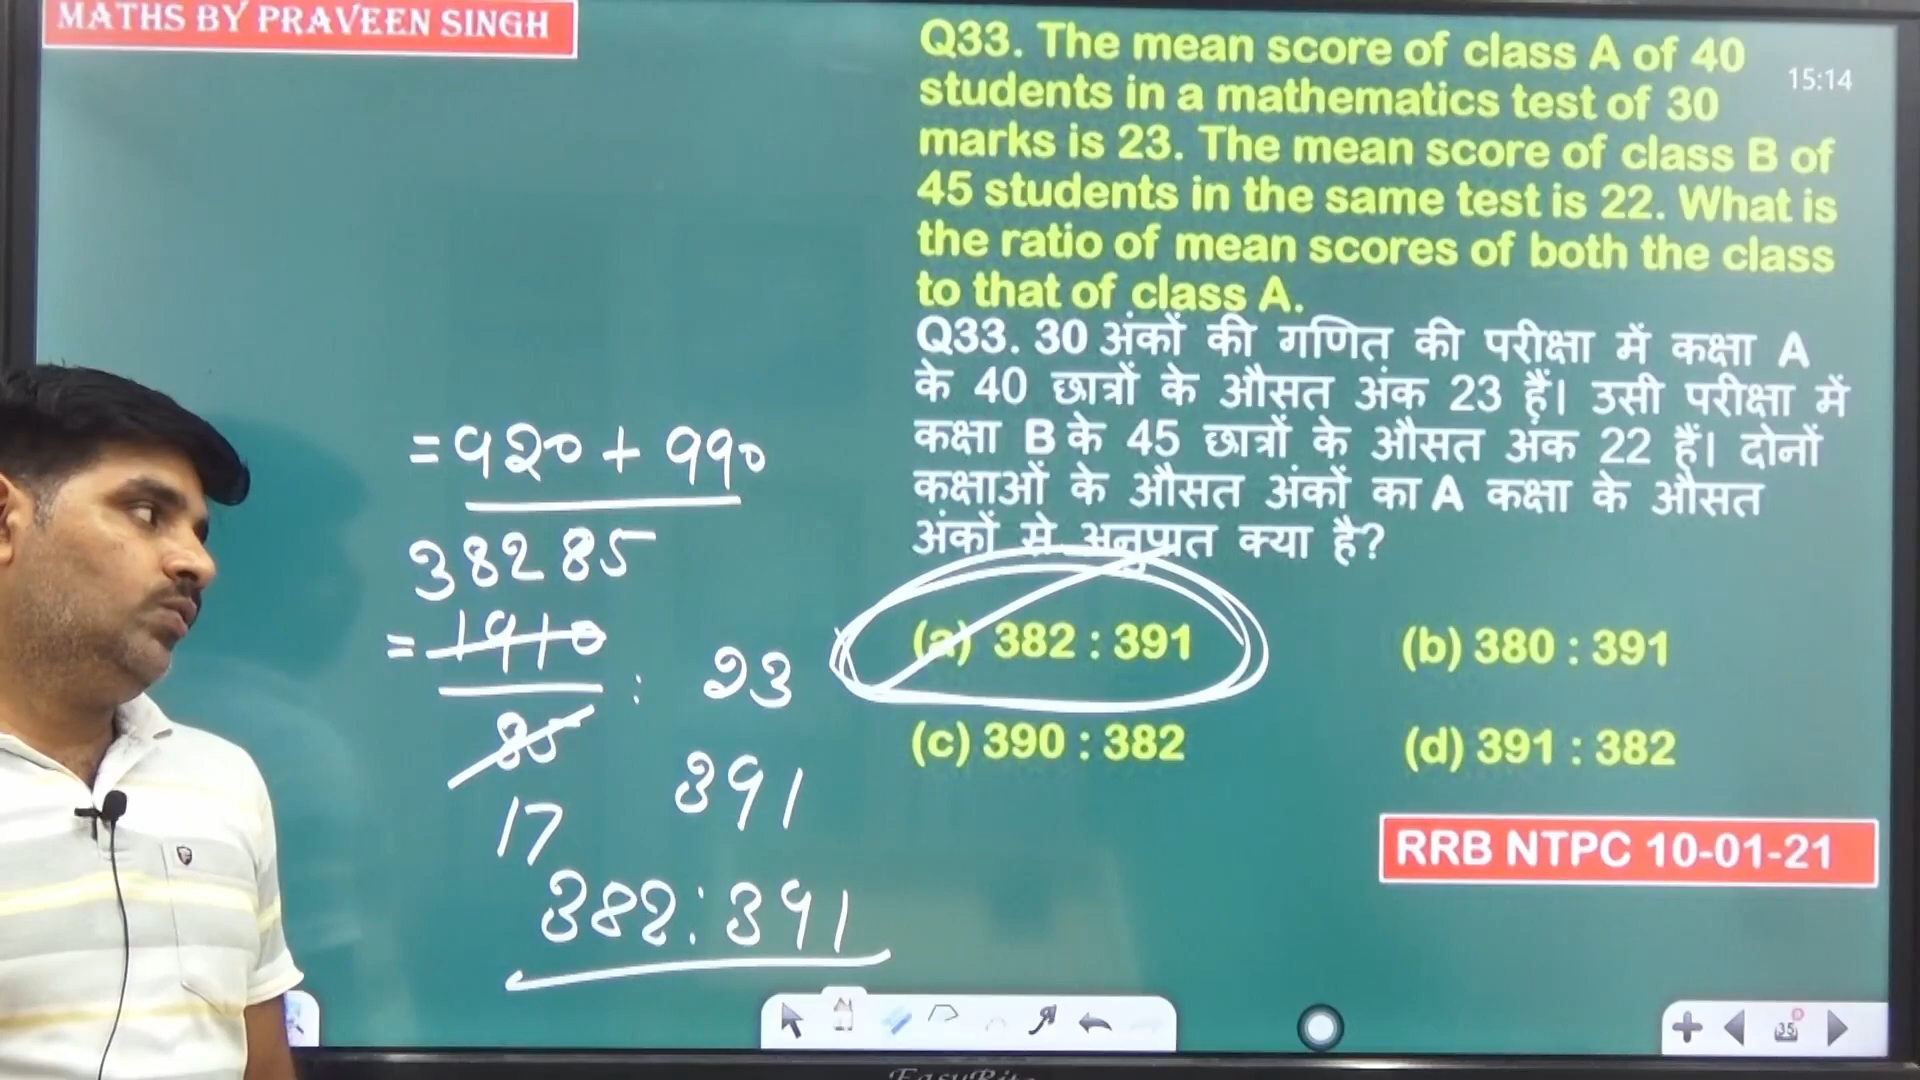 MATHS BY PRAVEEN SINGH
15:14
Q33. The mean score of class A of 40
students in a mathematics test of 30
marks is 23. The mean score of class B of
45 students in the same test is 22. What is
the ratio of mean scores of both the class
to that of class A.
Q33. 30 अंकों की गणित की परीक्षा में कक्षा A
के 40 छात्रों के औसत अंक 23 हैं। उसी परीक्षा में
कक्षा B के 45 छात्रों के औसत अंक 22 हैं। दोनों
कक्षाओं के औसत अंकों का A कक्षा के औसत
अंकों से अनुपात क्या है?
(a) 382 : 391
(b) 380 : 391
(c) 390 : 382
(d) 391 : 382
RRB NTPC 10-01-21
= 920 + 990
382 85
= 1910 : 23
85
17
391
382 : 391
35
EasyRite